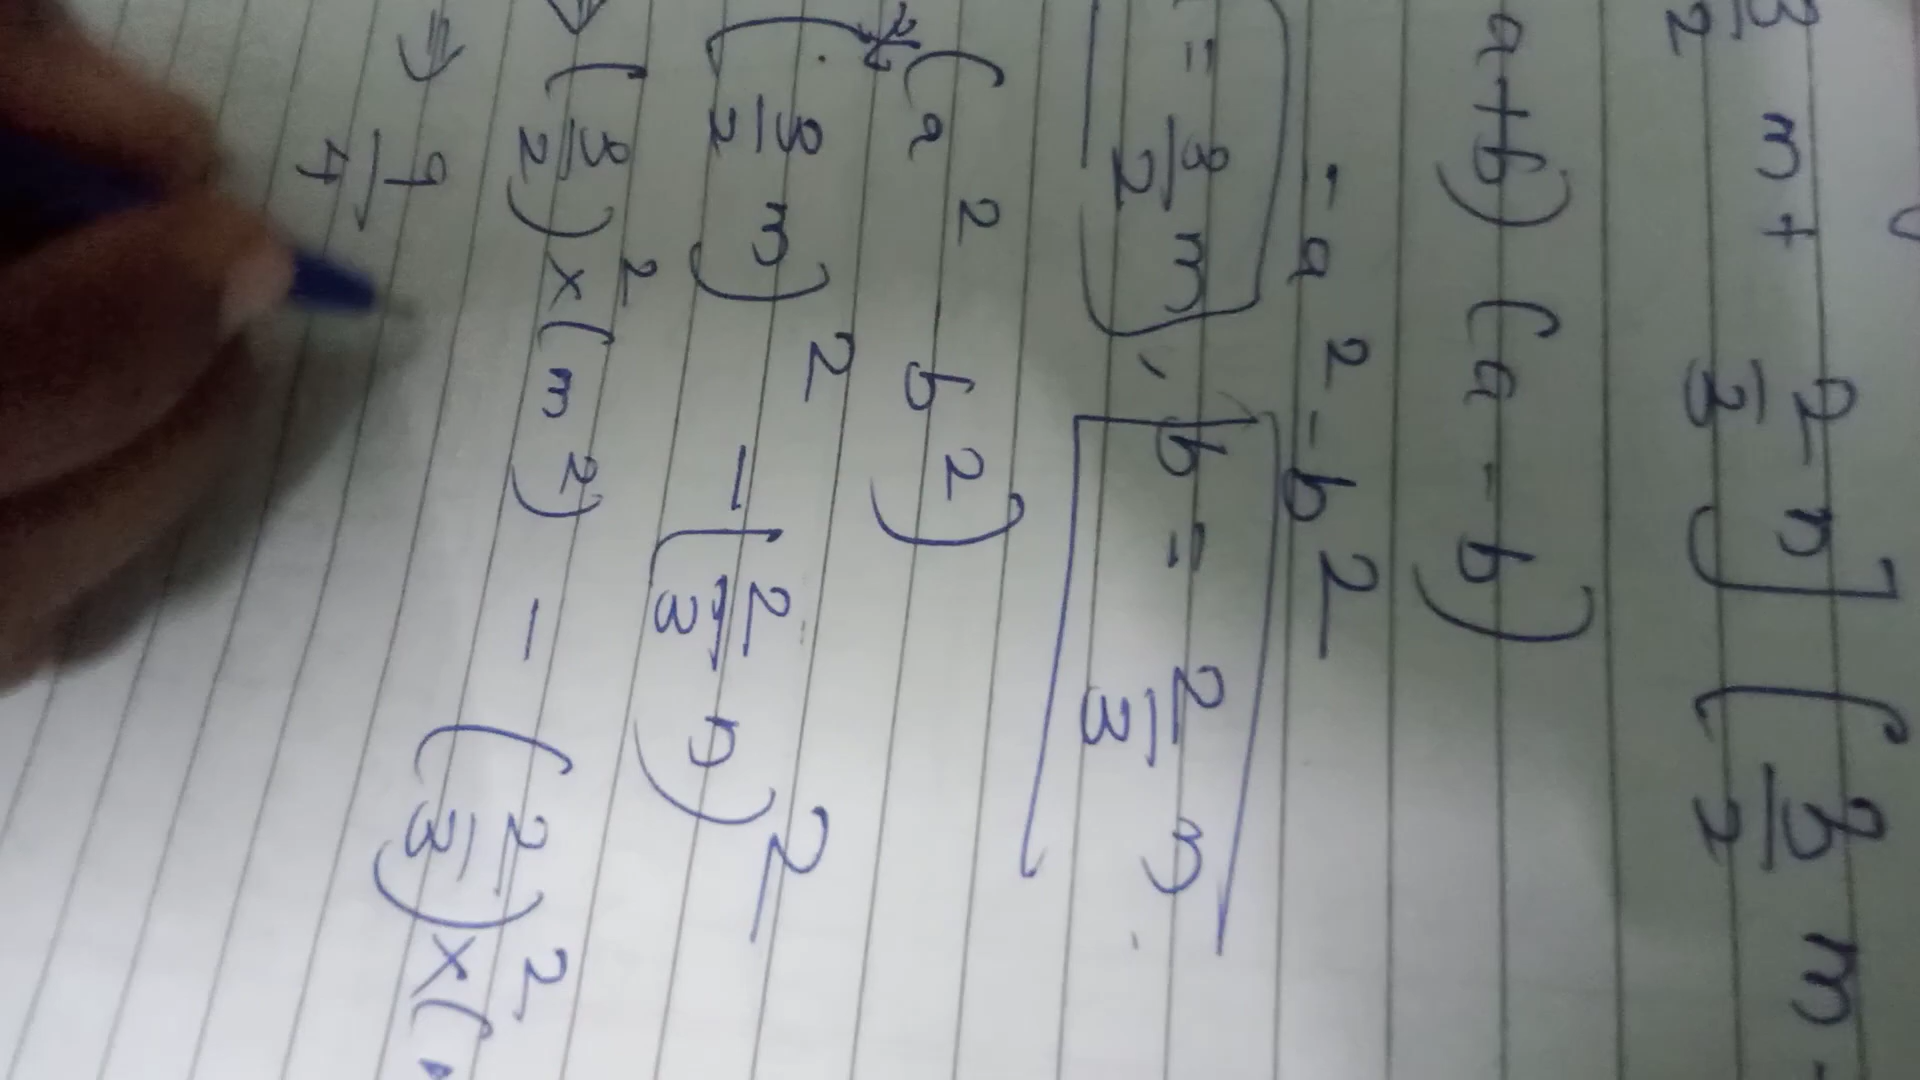 3/2 m + 2/3 n] (3/2 m -
a+b) (a - b)
= a² - b²
= 3/2 m, b = 2/3 n
(a² b²)
(3/2 m)² - (2/3 n)²
⇒ (3/2)² × (m²) - (2/3)² × (
⇒ 9/4